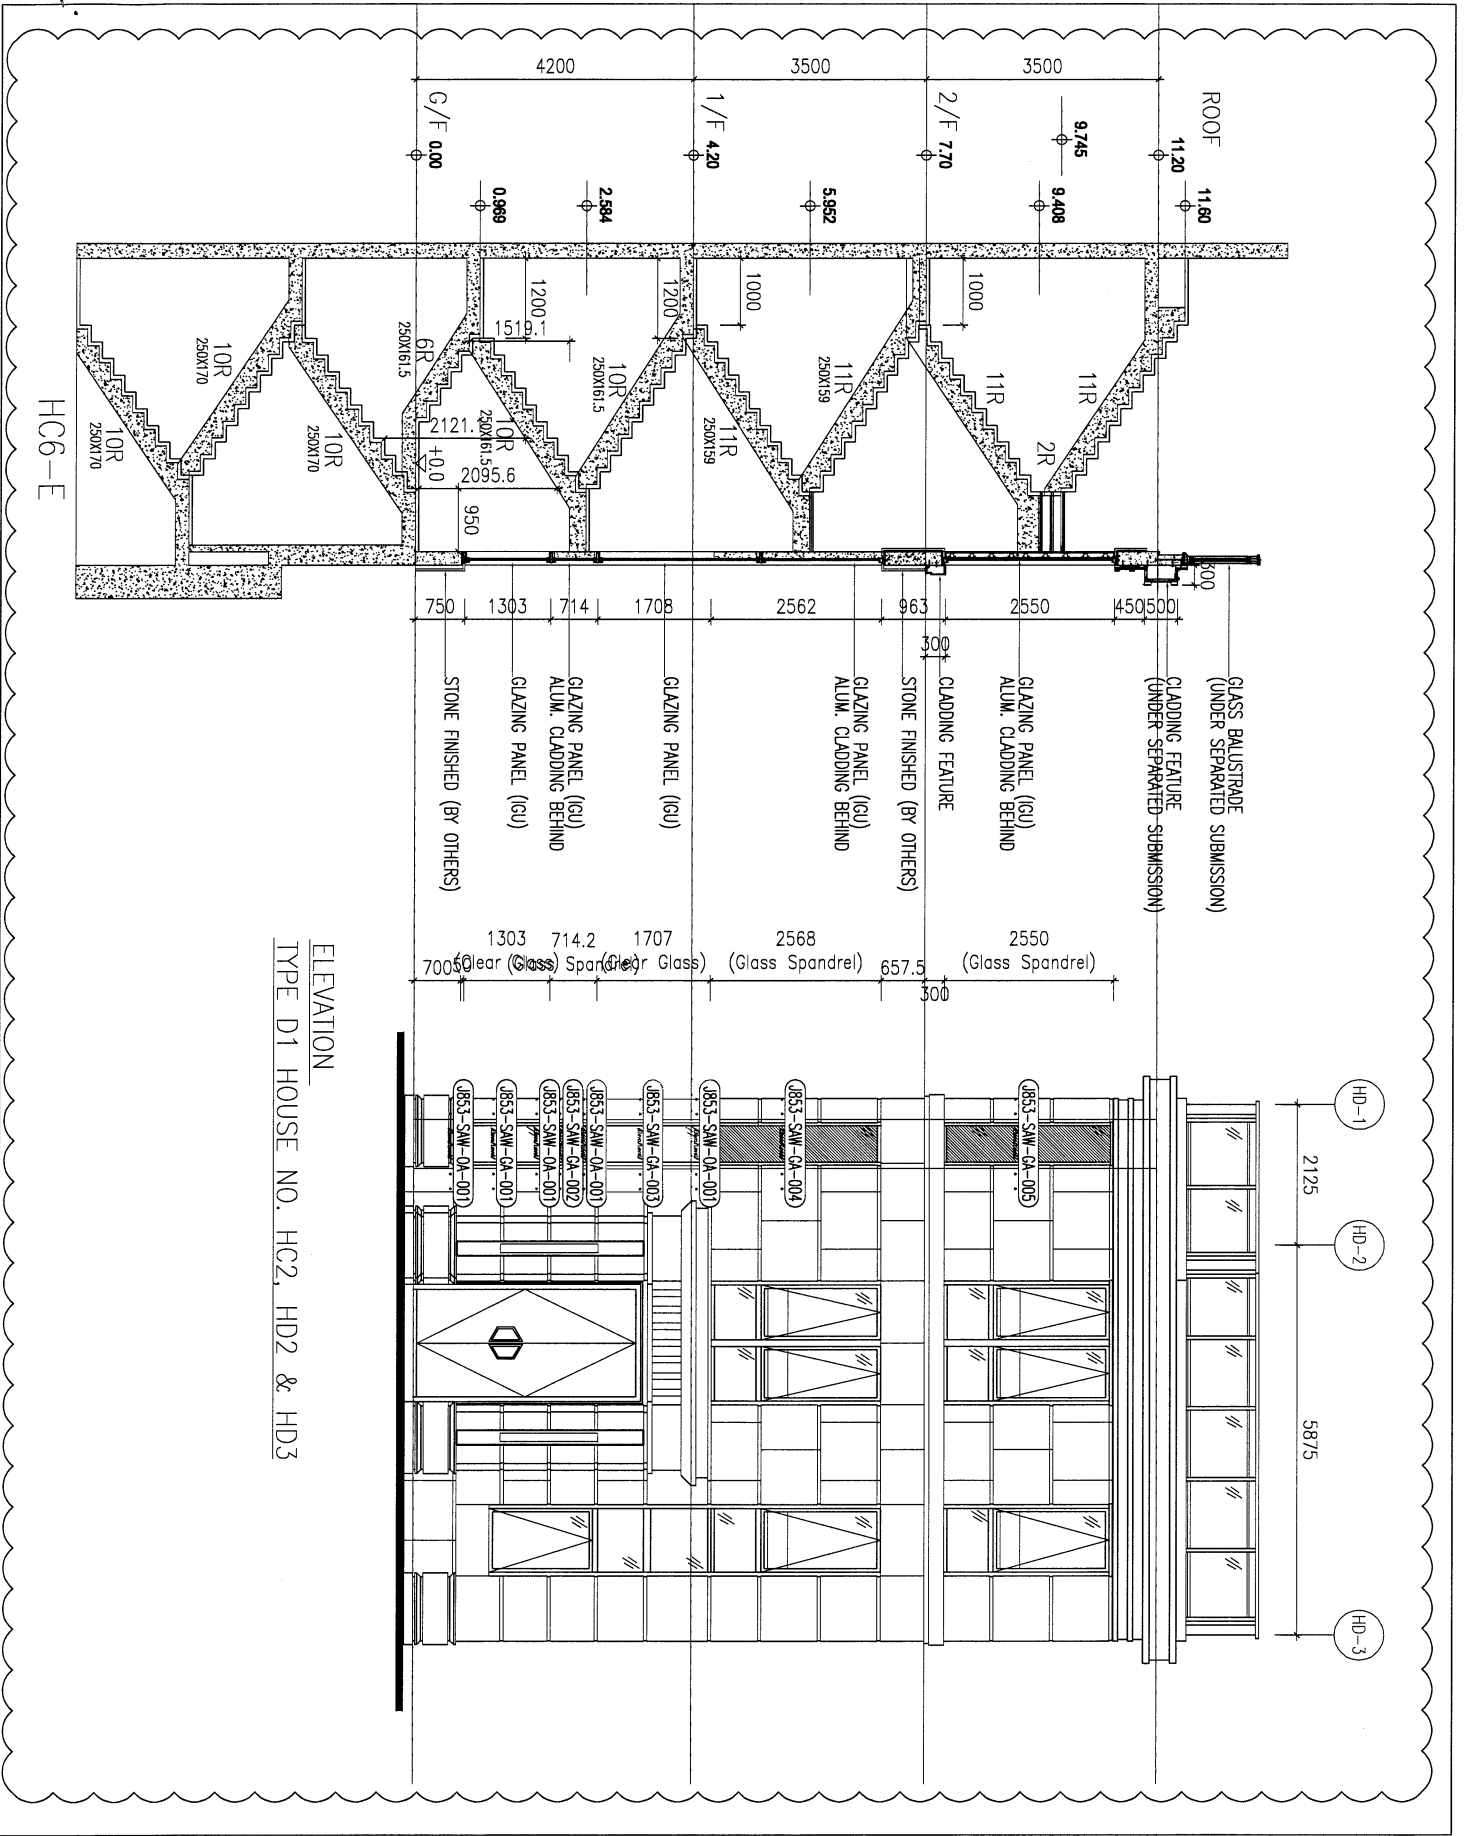 ROOF
11.20
11.60
9.745
9.408
2/F 7.70
5.952
1/F 4.20
2.584
0.969
G/F 0.00
3500
3500
4200
1000
1000
1200
1200
1519.1
11R
11R
2R
11R
250X159
11R
250X159
10R
250X161.5
10R
250X161.5
6R
250X161.5
2095.6
950
+0.0
10R
250X170
10R
250X170
10R
250X170
HC6-E
300
500
450
2550
300
963
2562
1708
714
1303
750
GLASS BALUSTRADE
(UNDER SEPARATED SUBMISSION)
CLADDING FEATURE
(UNDER SEPARATED SUBMISSION)
GLAZING PANEL (IGU)
ALUM. CLADDING BEHIND
CLADDING FEATURE
STONE FINISHED (BY OTHERS)
GLAZING PANEL (IGU)
ALUM. CLADDING BEHIND
GLAZING PANEL (IGU)
GLAZING PANEL (IGU)
ALUM. CLADDING BEHIND
GLAZING PANEL (IGU)
STONE FINISHED (BY OTHERS)
2550
(Glass Spandrel)
300
657.5
2568
(Glass Spandrel)
1707
(Clear Glass)
714.2
(Glass Spandrel)
1303
(Clear Glass)
50
700
HD-1
HD-2
HD-3
2125
5875
J853-SAW-GA-005
J853-SAW-GA-004
J853-SAW-OA-001
J853-SAW-GA-003
J853-SAW-OA-001
J853-SAW-GA-002
J853-SAW-OA-001
J853-SAW-GA-001
J853-SAW-OA-001
ELEVATION
TYPE D1 HOUSE NO. HC2, HD2 & HD3